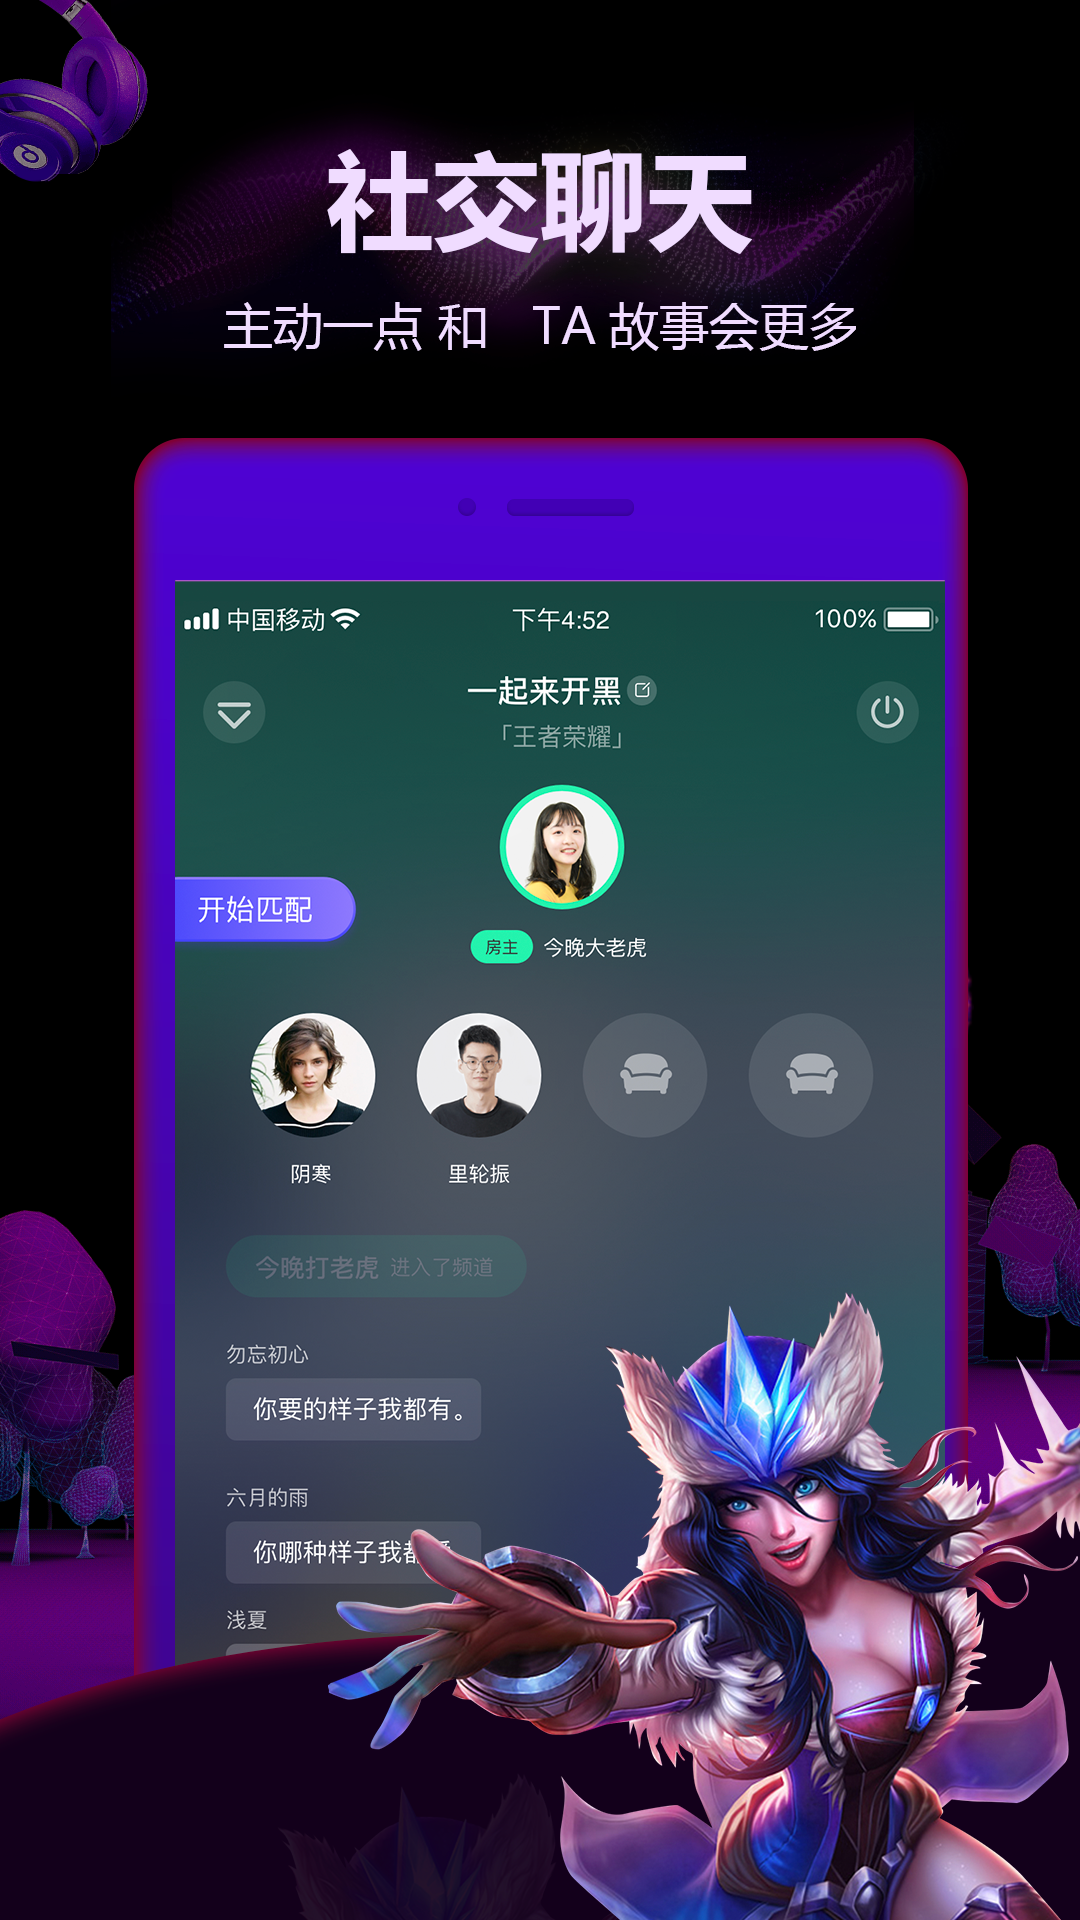 社交聊天
主动一点 和 TA 故事会更多
中国移动 下午4:52 100%
一起来开黑
「王者荣耀」
开始匹配
房主 今晚大老虎
阴寒 里轮振
今晚打老虎 进入了频道
勿忘初心
你要的样子我都有。
六月的雨
你哪种样子我都
浅夏